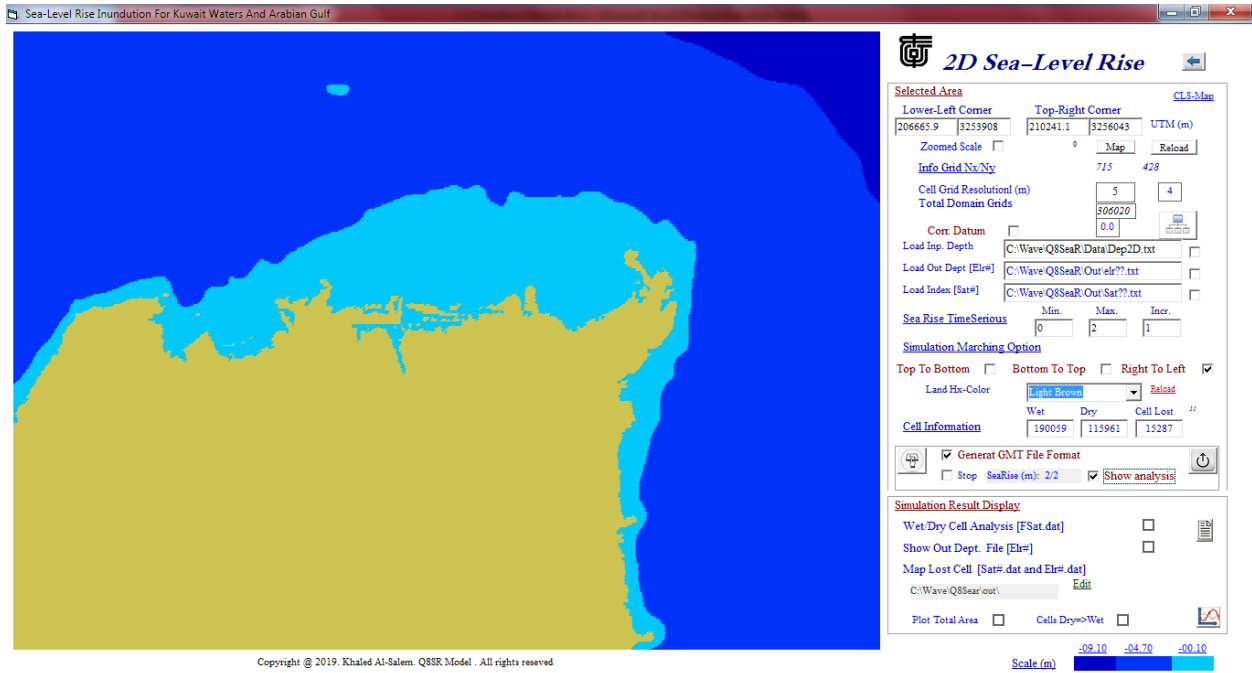 Sea-Level Rise Inundution For Kuwait Waters And Arabian Gulf
2D Sea-Level Rise
Selected Area
CLS-Map
Lower-Left Corner Top-Right Corner
206665.9 3253908 210241.1 3256043 UTM (m)
Zoomed Scale 0 Map Reload
Info Grid Nx/Ny 715 428
Cell Grid Resolutionl (m) 5 4
Total Domain Grids 306020
Corr. Datum 0.0
Load Inp. Depth C:\Wave\Q8SeaR\Data\Dep2D.txt
Load Out Dept [Elr#] C:\Wave\Q8SeaR\Out\elr??.txt
Load Index [Sat#] C:\Wave\Q8SeaR\Out\Sat??.txt
Min. Max. Incr.
Sea Rise TimeSerious 0 2 1
Simulation Marching Option
Top To Bottom Bottom To Top Right To Left
Land Hx-Color Light Brown Reload
Wet Dry Cell Lost 11
Cell Information 190059 115961 15287
Generat GMT File Format
Stop SeaRise (m): 2/2 Show analysis
Simulation Result Display
Wet/Dry Cell Analysis [FSat.dat]
Show Out Dept. File [Elr#]
Map Lost Cell [Sat#.dat and Elr#.dat]
C:\Wave\Q8Sear\out\ Edit
Plot Total Area Cells Dry=>Wet
Copyright @ 2019. Khaled Al-Salem. Q8SR Model . All rights reseved
-09.10 -04.70 -00.10
Scale (m)